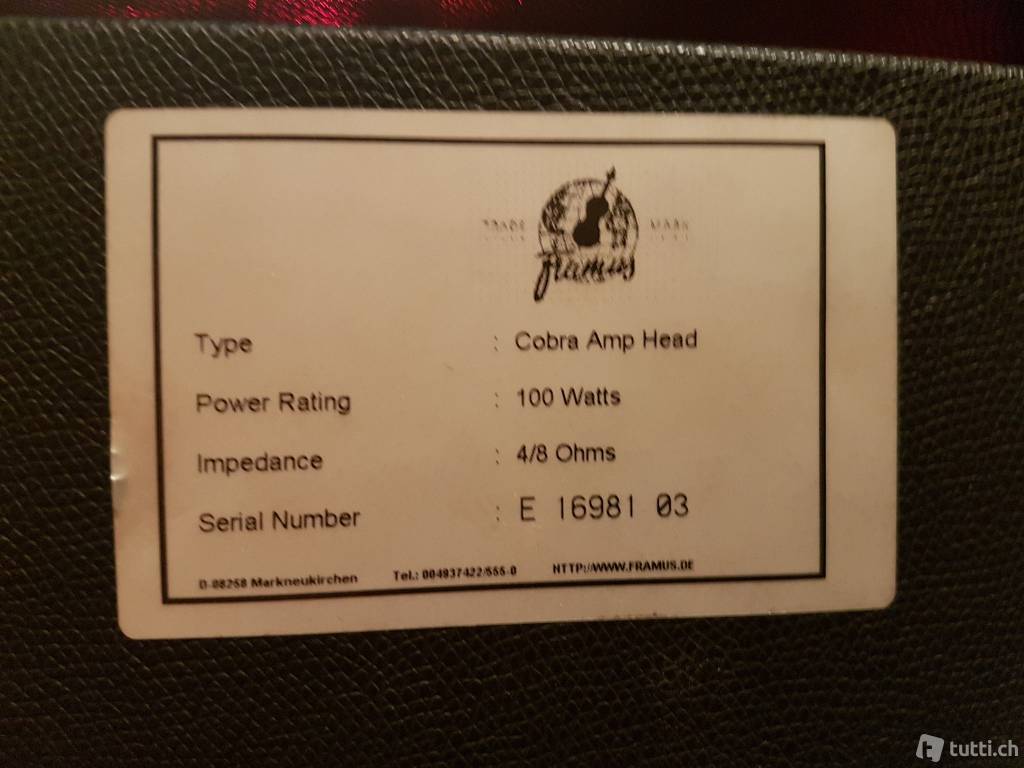 TRADE MARK
framus
Type : Cobra Amp Head
Power Rating : 100 Watts
Impedance : 4/8 Ohms
Serial Number : E 16981 03
D-08258 Markneukirchen Tel.: 004937422/555-0 HTTP://WWW.FRAMUS.DE
tutti.ch